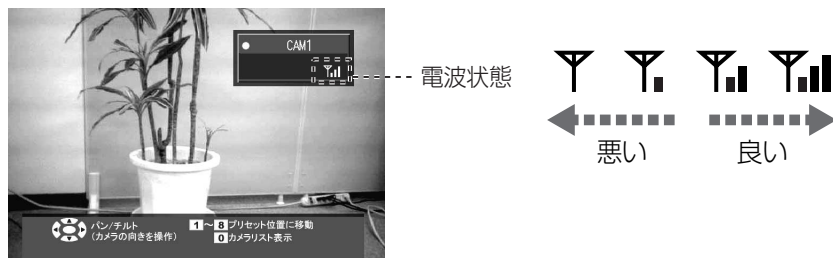 CAM1
電波状態
悪い
良い
パン/チルト
(カメラの向きを操作)
1～8プリセット位置に移動
0カメラリスト表示